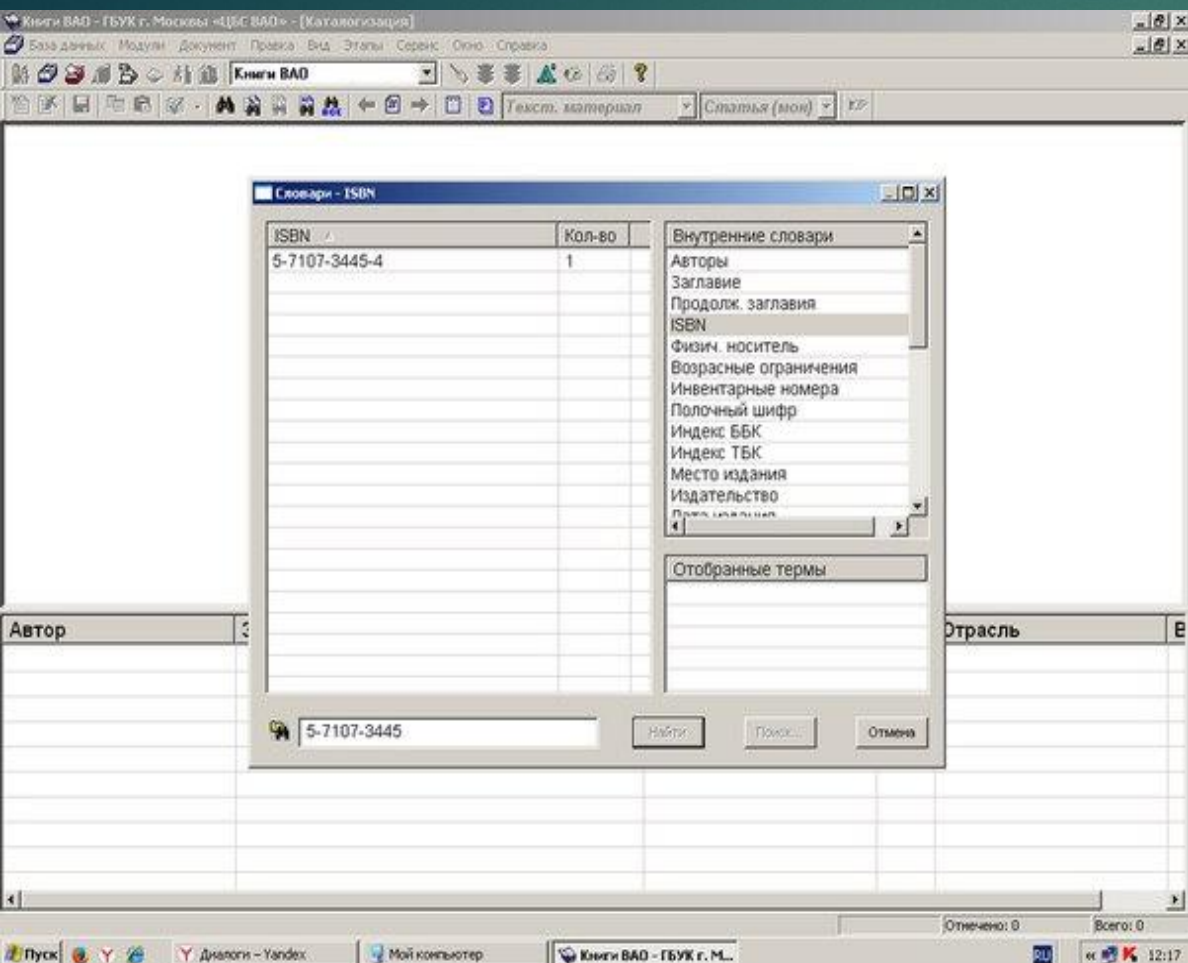 Книги ВАО - ГБУК г. Москвы «ЦБС ВАО» - [Каталогизация]
База данных Модули Документ Правка Вид Этапы Сервис Окно Справка
Книги ВАО
Текст. материал Статья (мон)
Словари - ISBN
ISBN Кол-во
5-7107-3445-4 1
Внутренние словари
Авторы
Заглавие
Продолж. заглавия
ISBN
Физич. носитель
Возрасные ограничения
Инвентарные номера
Полочный шифр
Индекс ББК
Индекс ТБК
Место издания
Издательство
Дата издания
Отобранные термы
Автор З Отрасль В
5-7107-3445 Найти Поиск... Отмена
Отмечено: 0 Всего: 0
Пуск Диалоги – Yandex Мой компьютер Книги ВАО - ГБУК г. М... RU 12:17